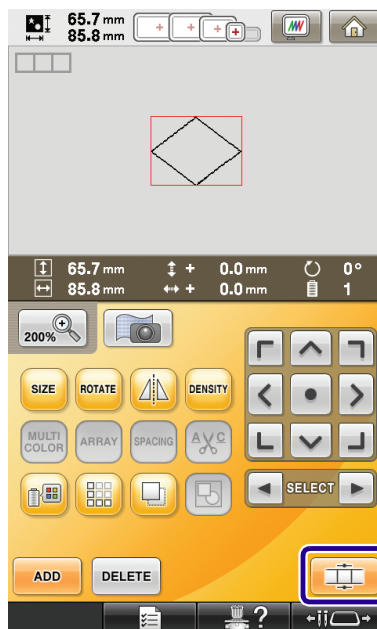 65.7 mm
85.8 mm
65.7 mm + 0.0 mm 0°
85.8 mm + 0.0 mm 1
200%
SIZE ROTATE DENSITY
MULTI COLOR ARRAY SPACING A C
SELECT
ADD DELETE
?